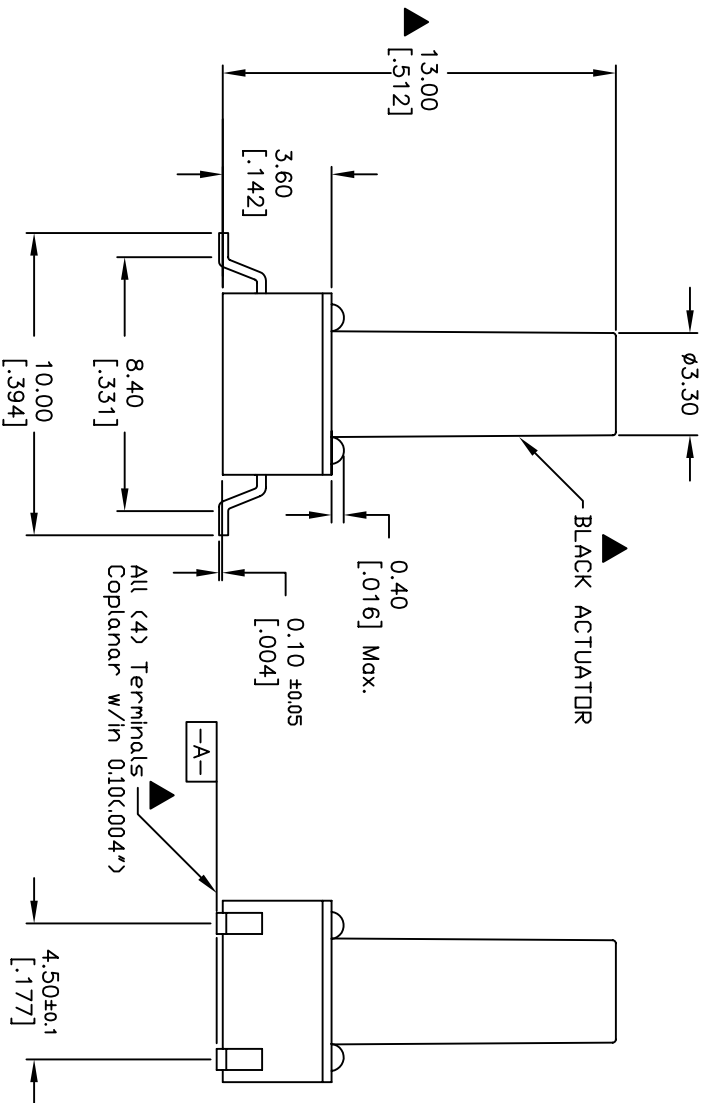 13.00
[.512]
3.60
[.142]
10.00
[.394]
8.40
[.331]
ø3.30
BLACK ACTUATOR
0.40
[.016] Max.
0.10 ±0.05
[.004]
All (4) Terminals
Coplanar w/in 0.10(.004")
-A-
4.50±0.1
[.177]